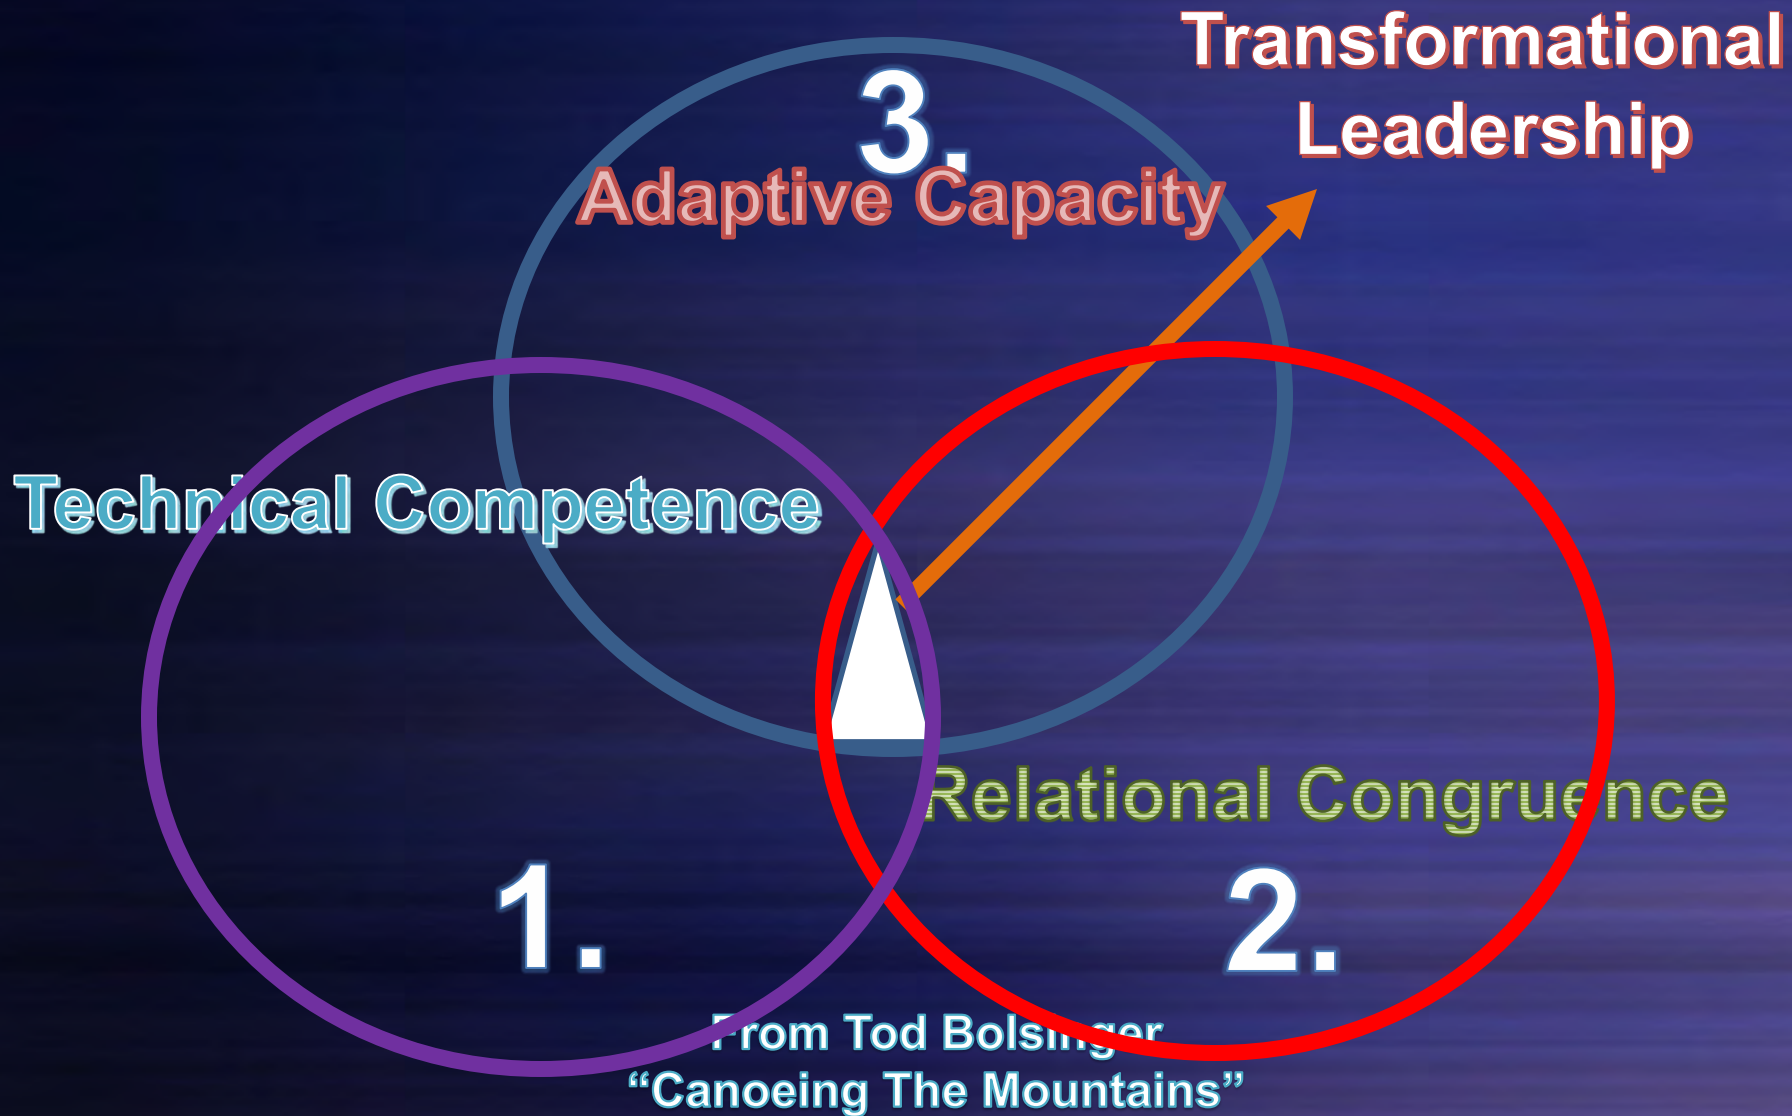 Transformational
Leadership
3.
Adaptive Capacity
Technical Competence
Relational Congruence
1.
2.
From Tod Bolsinger
“Canoeing The Mountains”